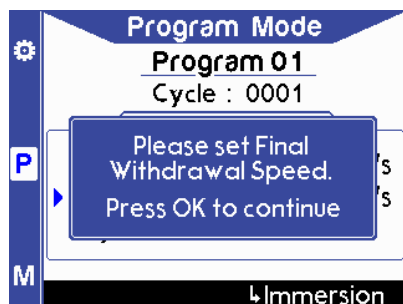 Program Mode
Program 01
Cycle : 0001
Please set Final
Withdrawal Speed.
Press OK to continue
's
P
's
M
↳Immersion